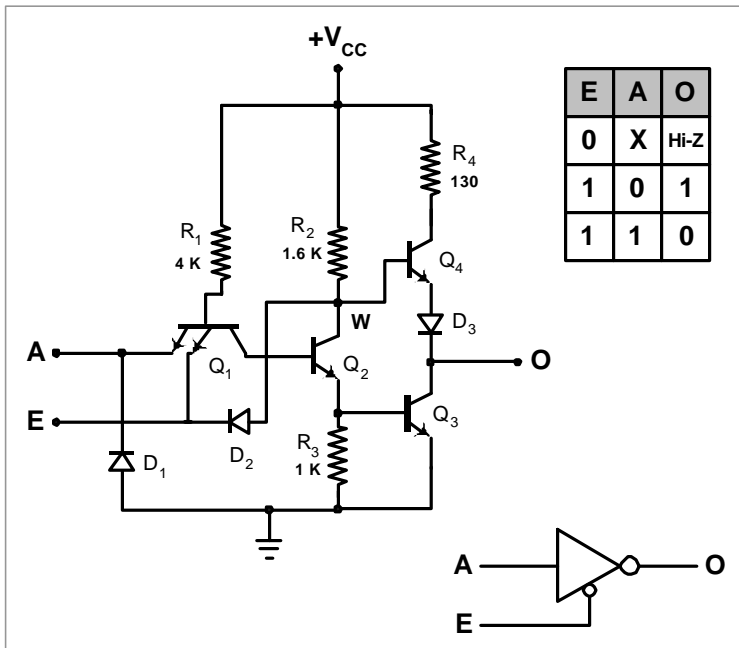 +VCC
E A O
0 X Hi-Z
1 0 1
1 1 0
R4
130
R1
4 K
R2
1.6 K
Q4
W
D3
A
O
Q1
Q2
E
Q3
D2
R3
1 K
D1
A
O
E